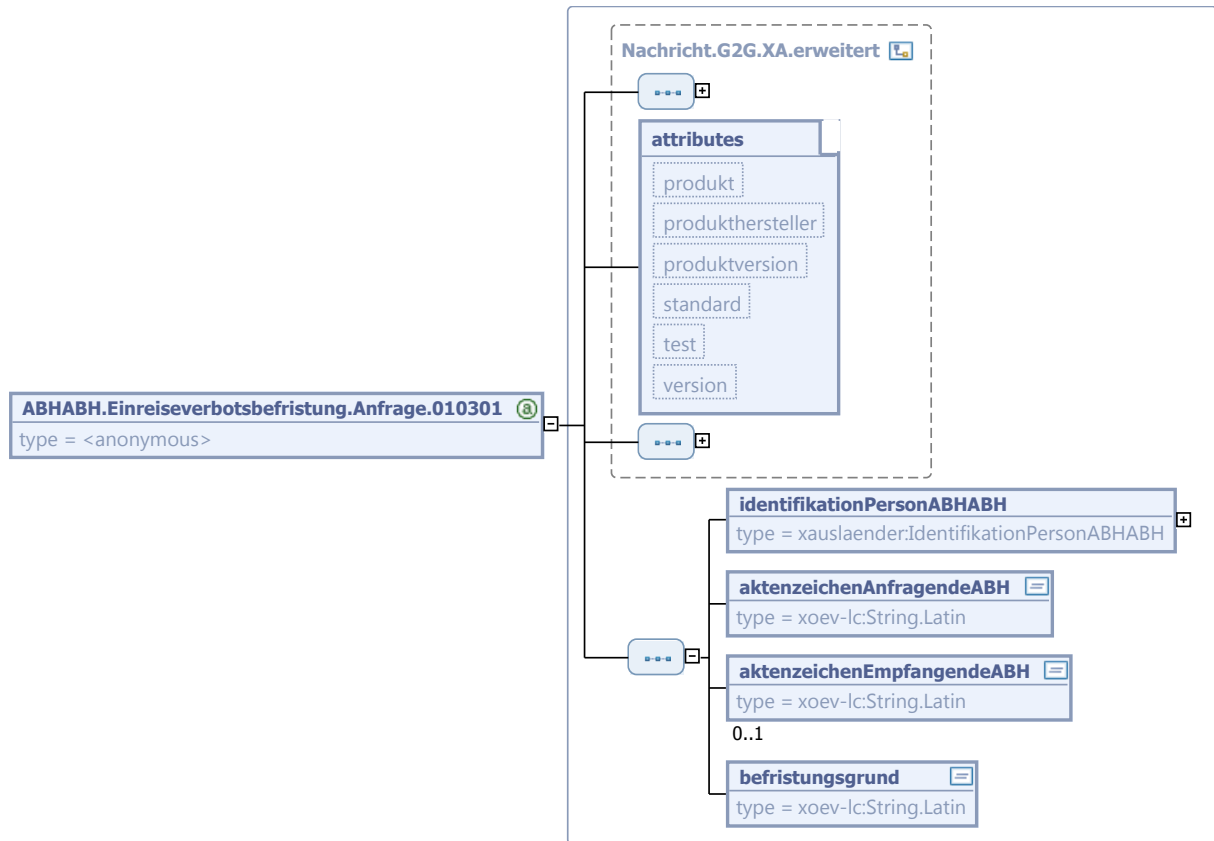 Nachricht.G2G.XA.erweitert
attributes
produkt
produkthersteller
produktversion
standard
test
version
ABHABH.Einreiseverbotsbefristung.Anfrage.010301
type = <anonymous>
identifikationPersonABHABH
type = xauslaender:IdentifikationPersonABHABH
aktenzeichenAnfragendeABH
type = xoev-lc:String.Latin
aktenzeichenEmpfangendeABH
type = xoev-lc:String.Latin
0..1
befristungsgrund
type = xoev-lc:String.Latin